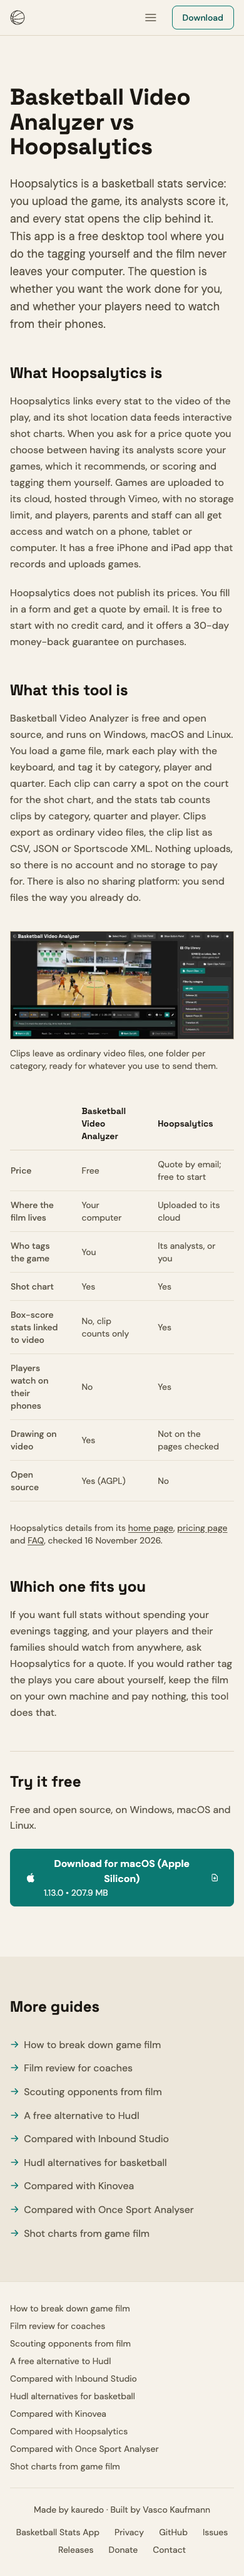 Download
Basketball Video
Analyzer vs
Hoopsalytics
Hoopsalytics is a basketball stats service:
you upload the game, its analysts score it,
and every stat opens the clip behind it.
This app is a free desktop tool where you
do the tagging yourself and the film never
leaves your computer. The question is
whether you want the work done for you,
and whether your players need to watch
from their phones.
What Hoopsalytics is
Hoopsalytics links every stat to the video of the
play, and its shot location data feeds interactive
shot charts. When you ask for a price quote you
choose between having its analysts score your
games, which it recommends, or scoring and
tagging them yourself. Games are uploaded to
its cloud, hosted through Vimeo, with no storage
limit, and players, parents and staff can all get
access and watch on a phone, tablet or
computer. It has a free iPhone and iPad app that
records and uploads games.
Hoopsalytics does not publish its prices. You fill
in a form and get a quote by email. It is free to
start with no credit card, and it offers a 30-day
money-back guarantee on purchases.
What this tool is
Basketball Video Analyzer is free and open
source, and runs on Windows, macOS and Linux.
You load a game file, mark each play with the
keyboard, and tag it by category, player and
quarter. Each clip can carry a spot on the court
for the shot chart, and the stats tab counts
clips by category, quarter and player. Clips
export as ordinary video files, the clip list as
CSV, JSON or Sportscode XML. Nothing uploads,
so there is no account and no storage to pay
for. There is also no sharing platform: you send
files the way you already do.
Basketball Video Analyzer
Clip Library
Clips leave as ordinary video files, one folder per
category, ready for whatever you use to send them.
Basketball
Video
Analyzer
Hoopsalytics
Price
Free
Quote by email;
free to start
Where the
film lives
Your
computer
Uploaded to its
cloud
Who tags
the game
You
Its analysts, or
you
Shot chart
Yes
Yes
Box-score
stats linked
to video
No, clip
counts only
Yes
Players
watch on
their
phones
No
Yes
Drawing on
video
Yes
Not on the
pages checked
Open
source
Yes (AGPL)
No
Hoopsalytics details from its home page, pricing page
and FAQ, checked 16 November 2026.
Which one fits you
If you want full stats without spending your
evenings tagging, and your players and their
families should watch from anywhere, ask
Hoopsalytics for a quote. If you would rather tag
the plays you care about yourself, keep the film
on your own machine and pay nothing, this tool
does that.
Try it free
Free and open source, on Windows, macOS and
Linux.
Download for macOS (Apple
Silicon)
1.13.0 • 207.9 MB
More guides
→ How to break down game film
→ Film review for coaches
→ Scouting opponents from film
→ A free alternative to Hudl
→ Compared with Inbound Studio
→ Hudl alternatives for basketball
→ Compared with Kinovea
→ Compared with Once Sport Analyser
→ Shot charts from game film
How to break down game film
Film review for coaches
Scouting opponents from film
A free alternative to Hudl
Compared with Inbound Studio
Hudl alternatives for basketball
Compared with Kinovea
Compared with Hoopsalytics
Compared with Once Sport Analyser
Shot charts from game film
Made by kauredo · Built by Vasco Kaufmann
Basketball Stats App Privacy GitHub Issues
Releases Donate Contact